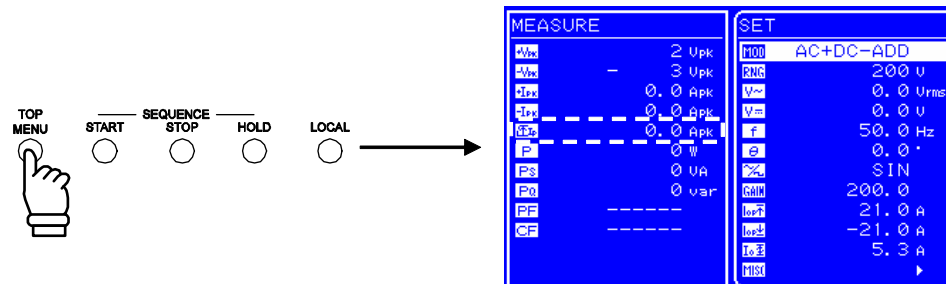 TOP MENU
SEQUENCE
START STOP HOLD
LOCAL
MEASURE
+VPK 2 Vpk
-VPK - 3 Vpk
+IPK 0.0 Apk
-IPK 0.0 Apk
0.0 Apk
P 0 W
PS 0 VA
PQ 0 var
PF ------
CF ------
SET
MOD AC+DC-ADD
RNG 200 V
V~ 0.0 Vrms
V⎓ 0.0 V
f 50.0 Hz
θ 0.0°
SIN
GAIN 200.0
21.0 A
-21.0 A
5.3 A
MISC